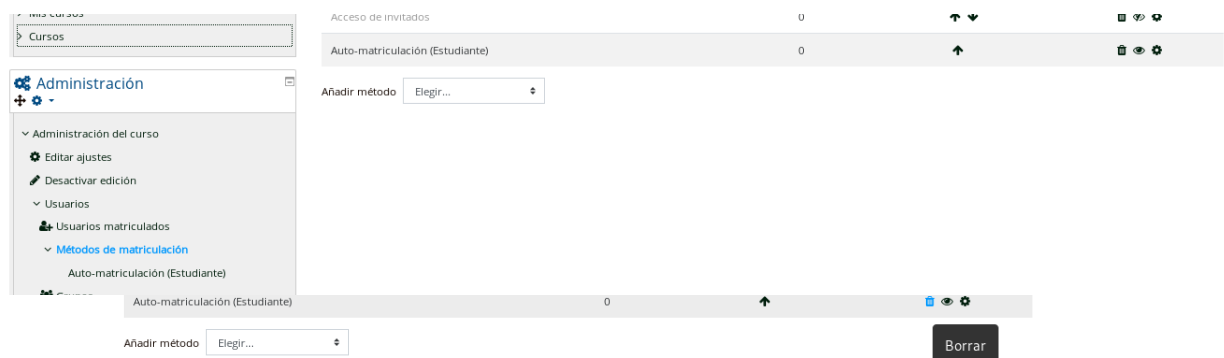 Mis cursos
Cursos
Acceso de invitados 0
Auto-matriculación (Estudiante) 0
Añadir método Elegir...
Administración
Administración del curso
Editar ajustes
Desactivar edición
Usuarios
Usuarios matriculados
Métodos de matriculación
Auto-matriculación (Estudiante)
Auto-matriculación (Estudiante) 0
Añadir método Elegir...
Borrar